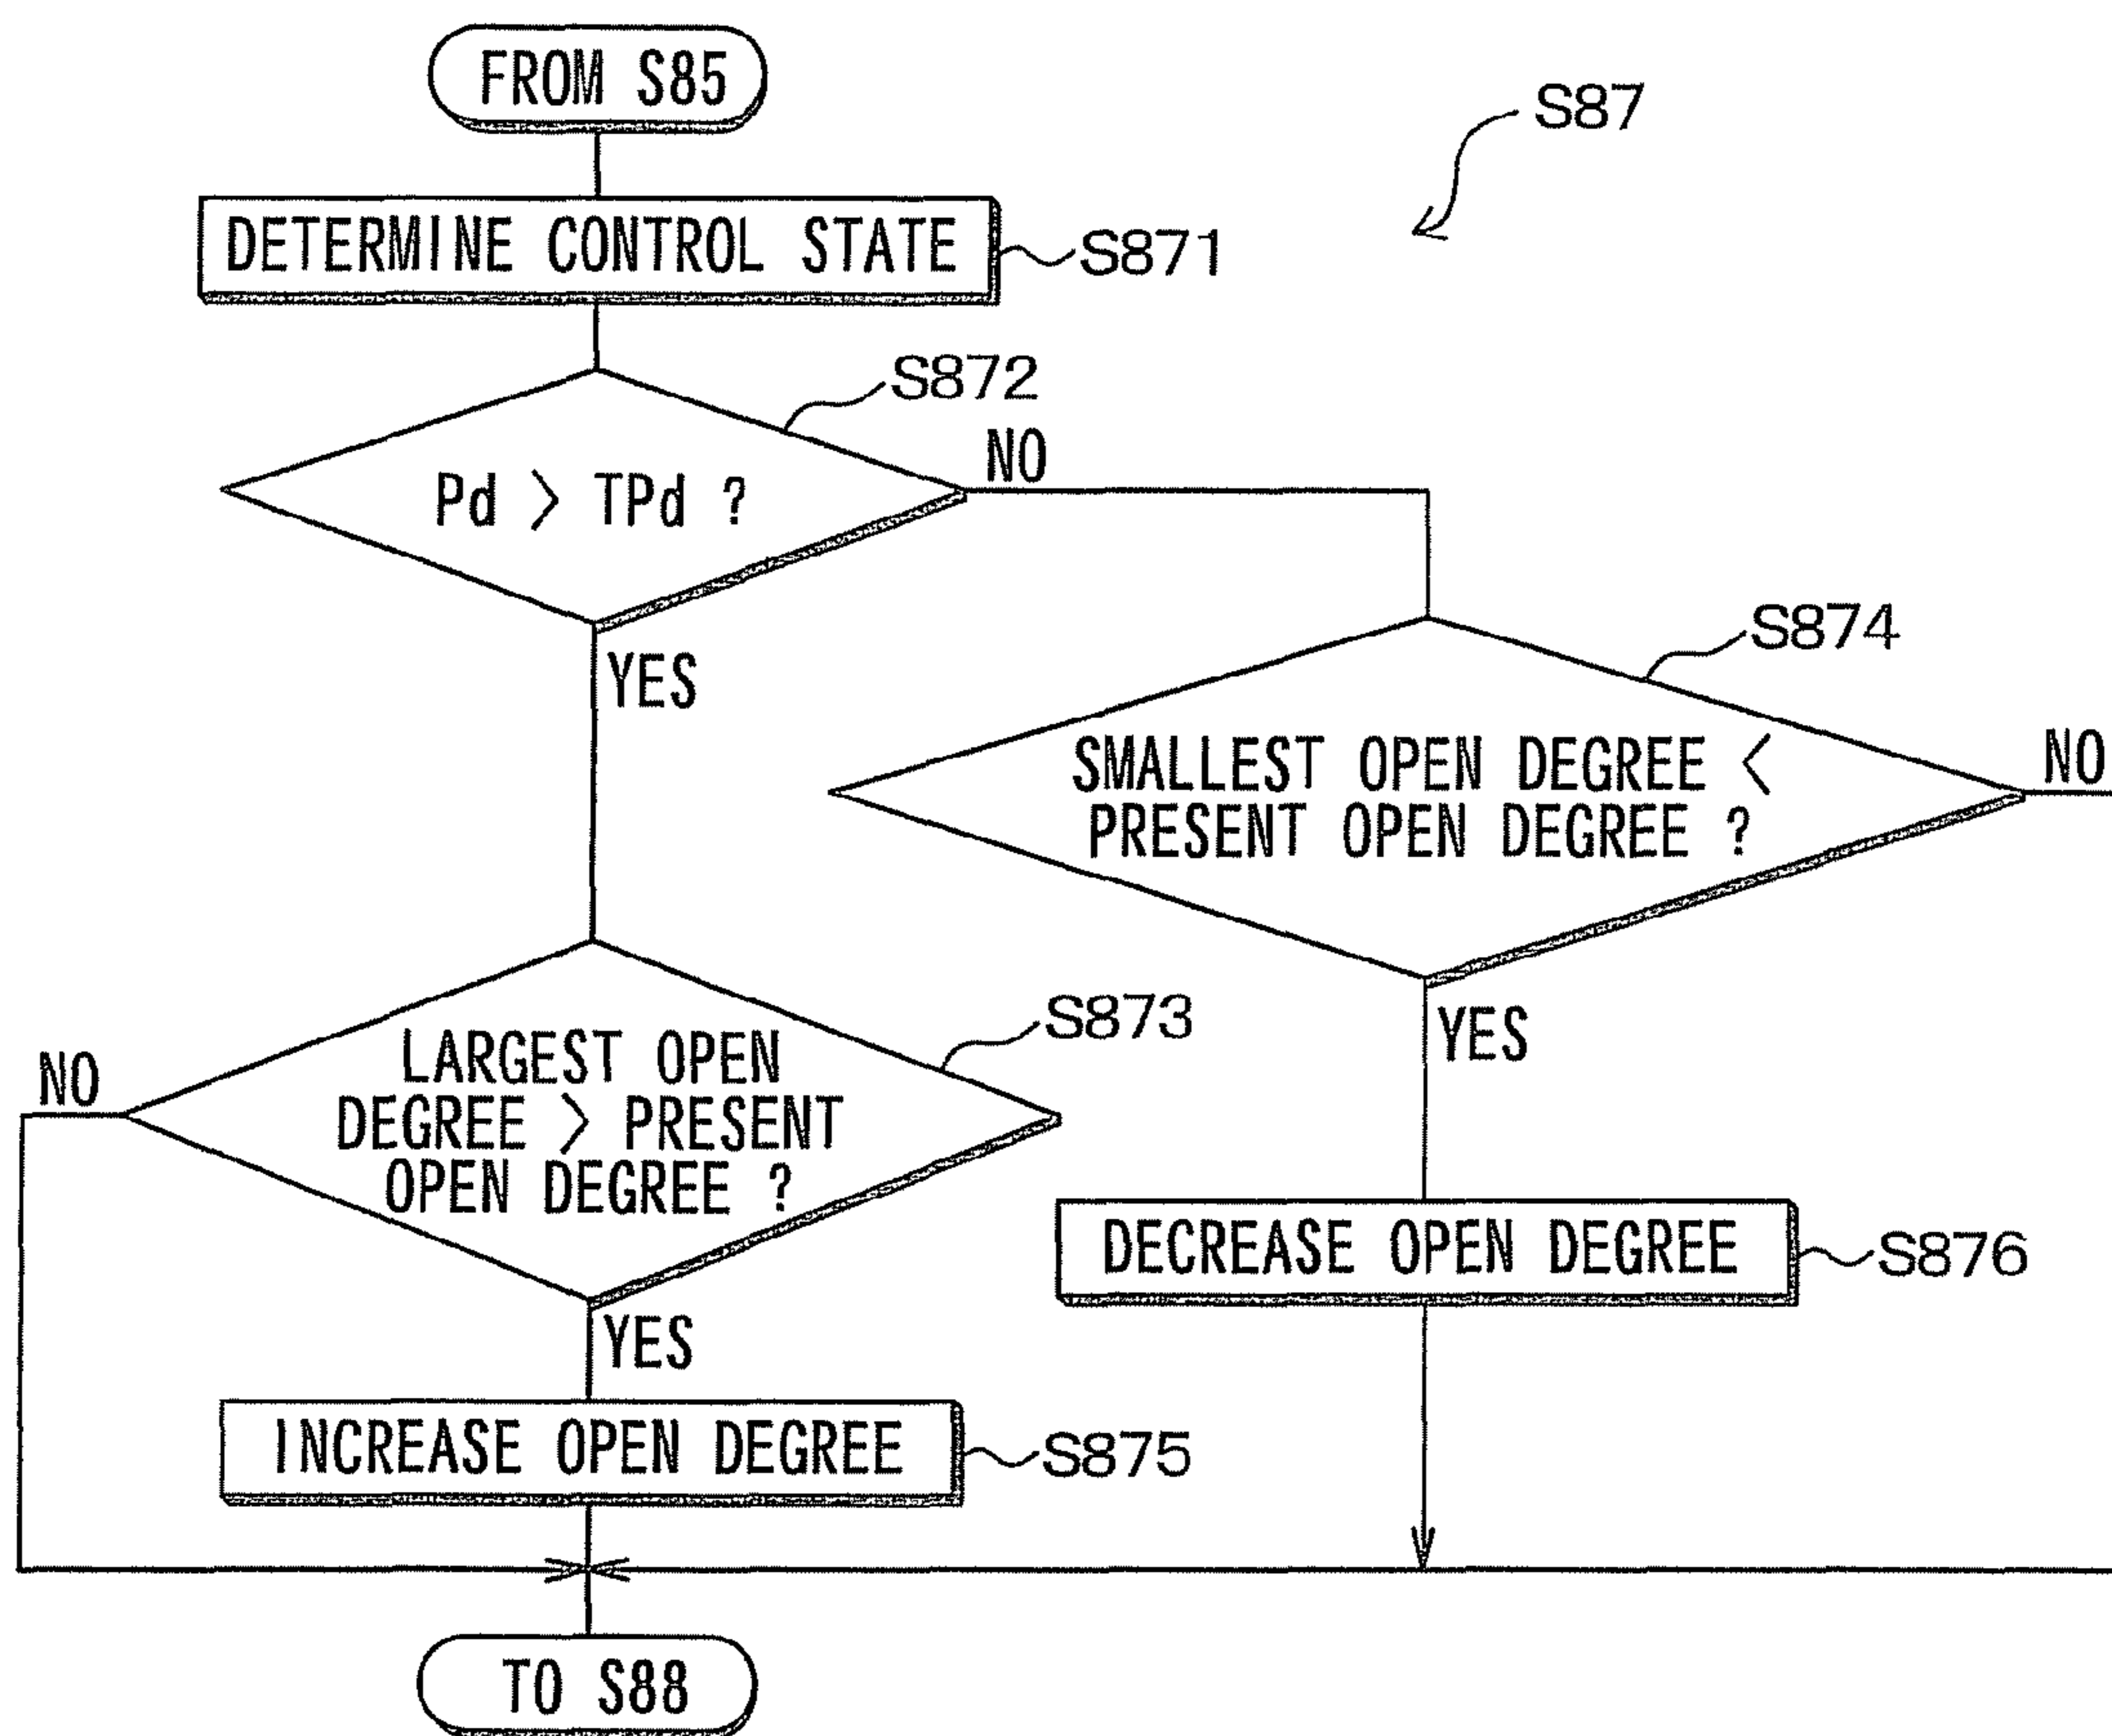 FROM S85
S87
DETERMINE CONTROL STATE
S871
S872
Pd > TPd ?
NO
YES
S874
SMALLEST OPEN DEGREE <
PRESENT OPEN DEGREE ?
NO
YES
S873
LARGEST OPEN
DEGREE > PRESENT
OPEN DEGREE ?
NO
YES
DECREASE OPEN DEGREE
S876
INCREASE OPEN DEGREE
S875
TO S88